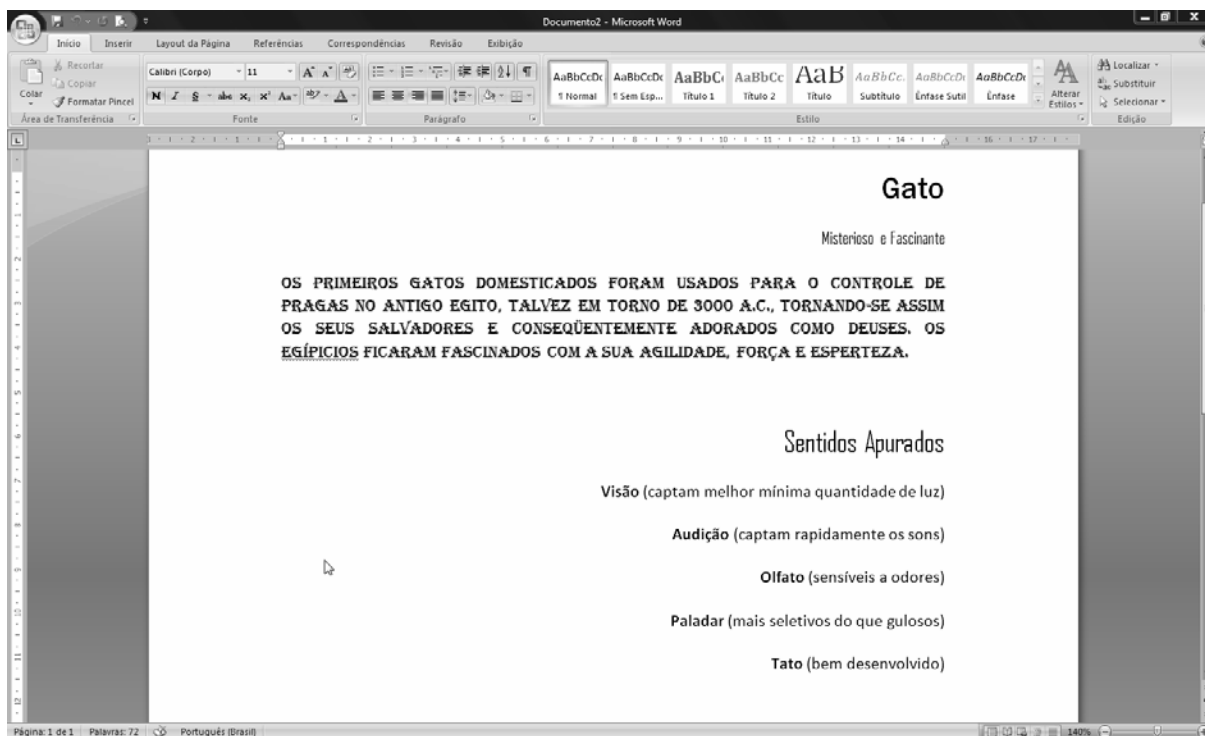 Documento2 - Microsoft Word
Início Inserir Layout da Página Referências Correspondências Revisão Exibição
Colar
Recortar
Copiar
Formatar Pincel
Área de Transferência
Calibri (Corpo) 11
N I S abc x₂ x² Aa A
Fonte
Parágrafo
AaBbCcDc AaBbCcDc AaBbC AaBbCc AaB AaBbCc. AaBbCcDt AaBbCcDt
¶ Normal ¶ Sem Esp... Título 1 Título 2 Título Subtítulo Ênfase Sutil Ênfase
Alterar Estilos
Estilo
Localizar
Substituir
Selecionar
Edição
Gato
Misterioso e Fascinante
OS PRIMEIROS GATOS DOMESTICADOS FORAM USADOS PARA O CONTROLE DE
PRAGAS NO ANTIGO EGITO, TALVEZ EM TORNO DE 3000 A.C., TORNANDO-SE ASSIM
OS SEUS SALVADORES E CONSEQÜENTEMENTE ADORADOS COMO DEUSES. OS
EGÍPICIOS FICARAM FASCINADOS COM A SUA AGILIDADE, FORÇA E ESPERTEZA.
Sentidos Apurados
Visão (captam melhor mínima quantidade de luz)
Audição (captam rapidamente os sons)
Olfato (sensíveis a odores)
Paladar (mais seletivos do que gulosos)
Tato (bem desenvolvido)
Página: 1 de 1 Palavras: 72 Português (Brasil) 140%